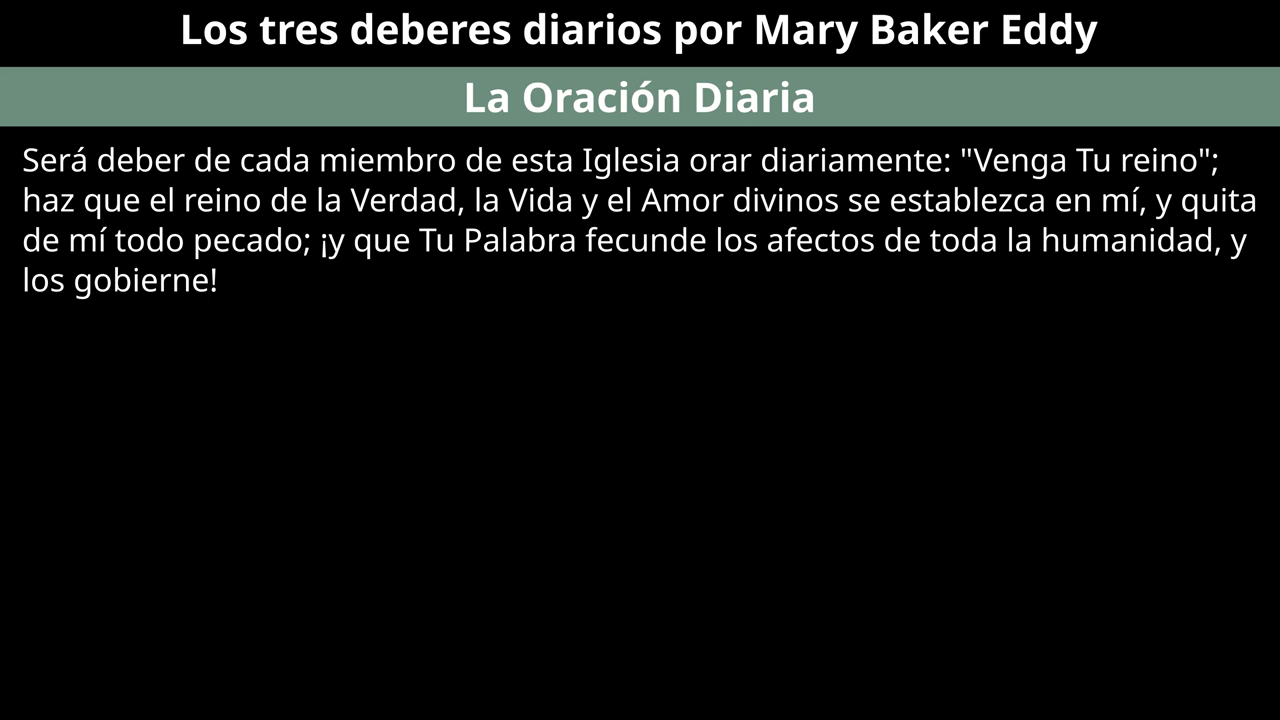 Los tres deberes diarios por Mary Baker Eddy
La Oración Diaria
Será deber de cada miembro de esta Iglesia orar diariamente: "Venga Tu reino";
haz que el reino de la Verdad, la Vida y el Amor divinos se establezca en mí, y quita
de mí todo pecado; ¡y que Tu Palabra fecunde los afectos de toda la humanidad, y
los gobierne!